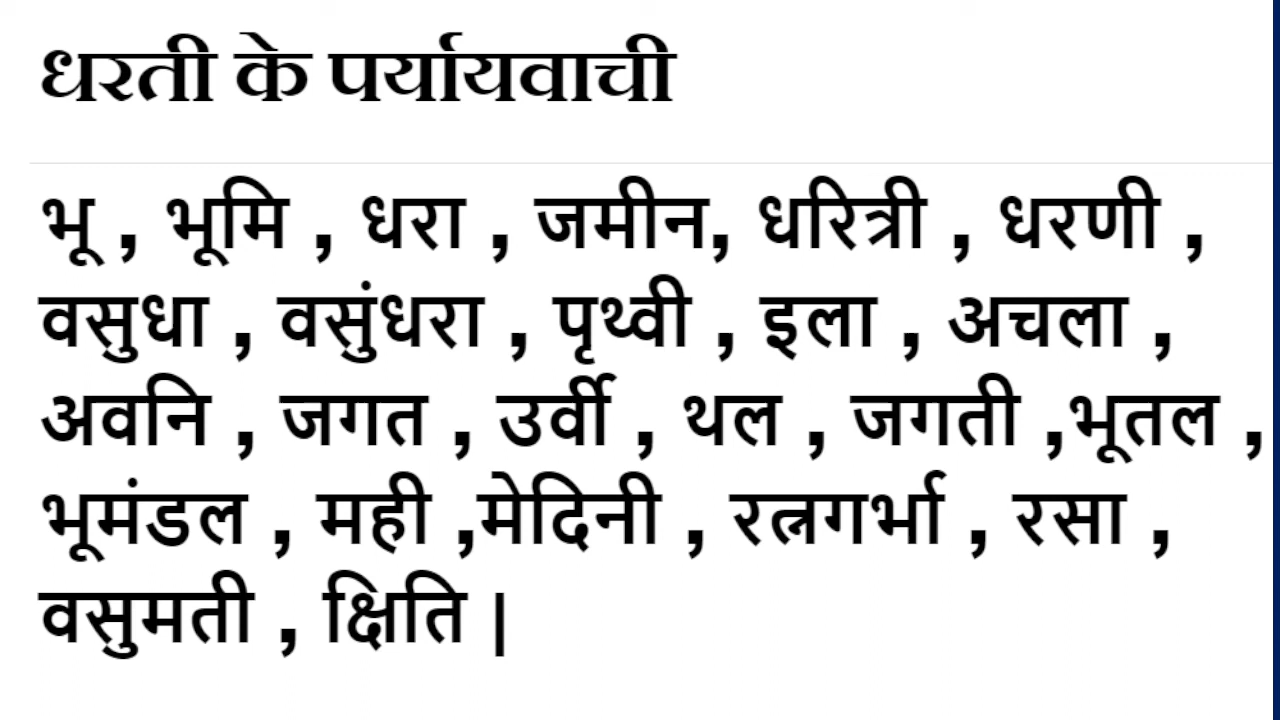 धरती के पर्यायवाची
भू , भूमि , धरा , जमीन, धरित्री , धरणी ,
वसुधा , वसुंधरा , पृथ्वी , इला , अचला ,
अवनि , जगत , उर्वी , थल , जगती ,भूतल ,
भूमंडल , मही ,मेदिनी , रत्नगर्भा , रसा ,
वसुमती , क्षिति |